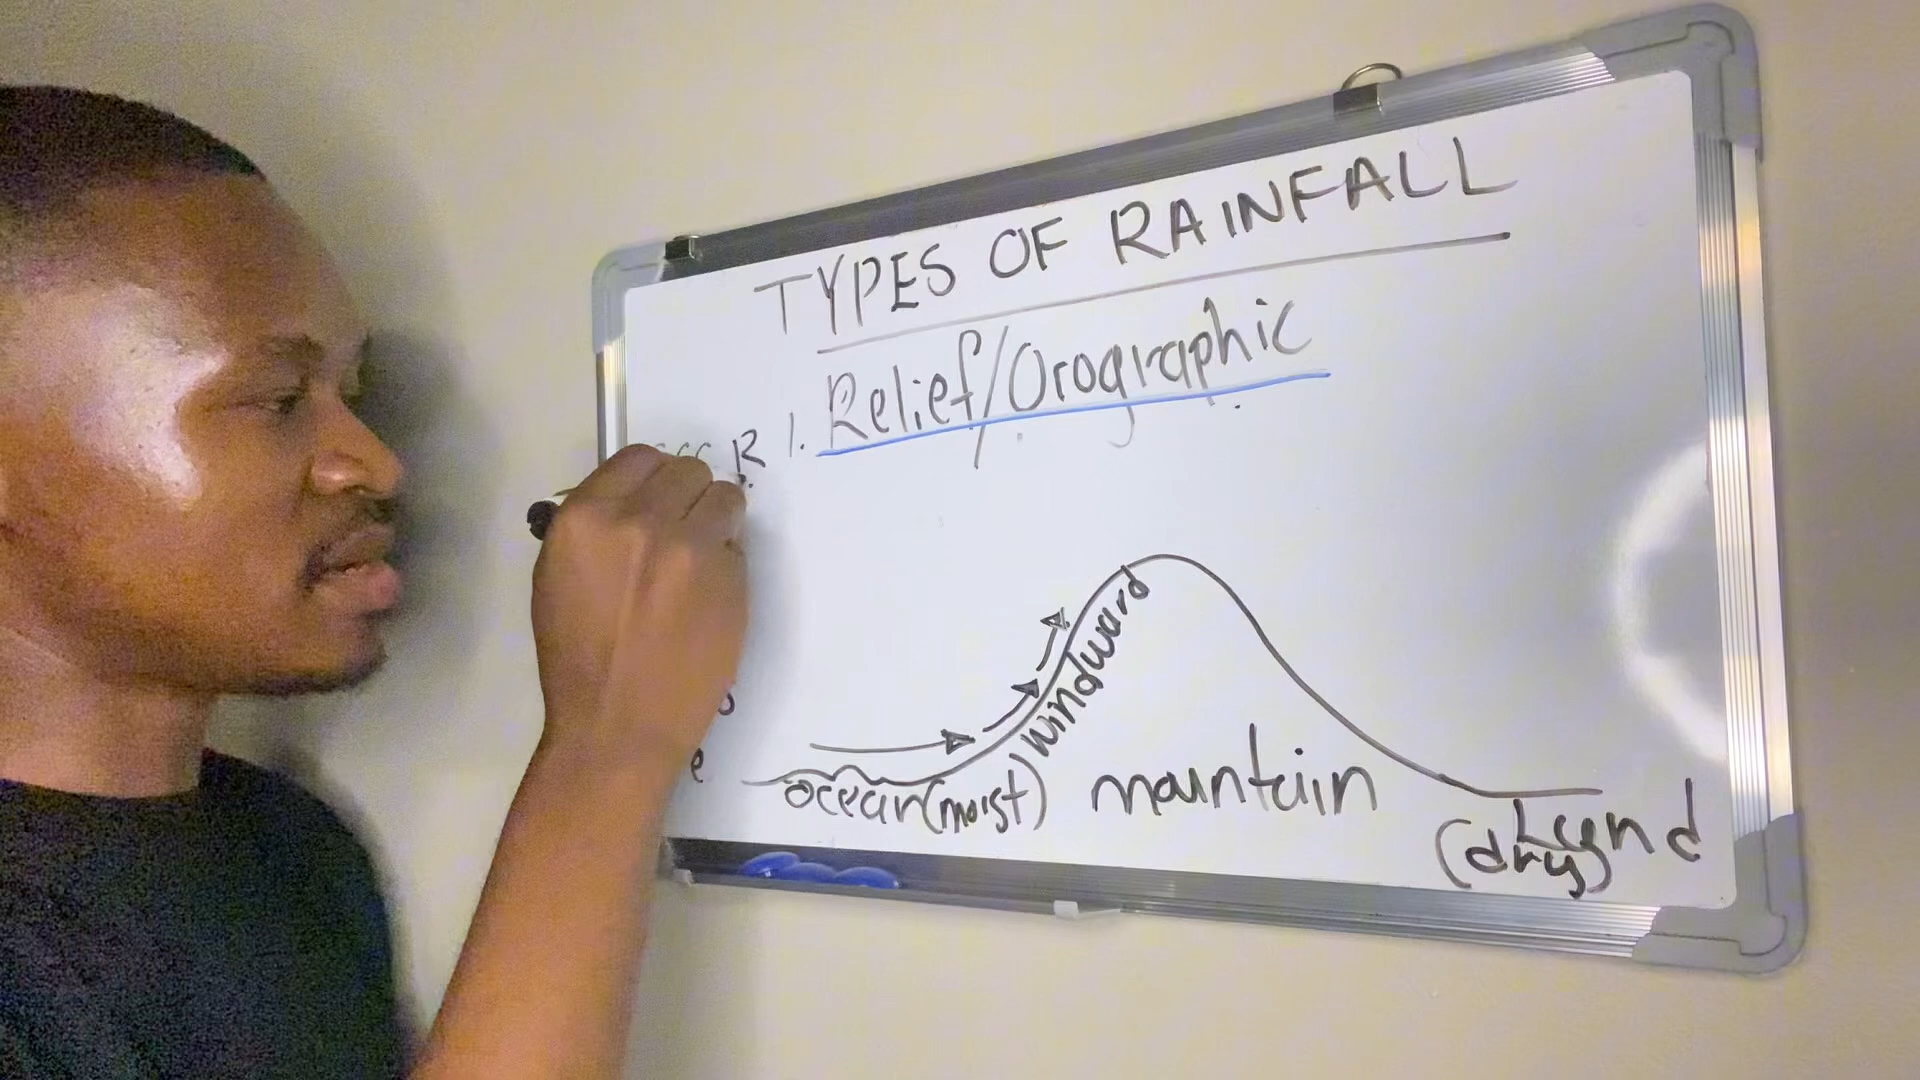 TYPES OF RAINFALL
1. Relief/Orographic
R
windward
e
ocean(moist) mountain
Land
(dry)